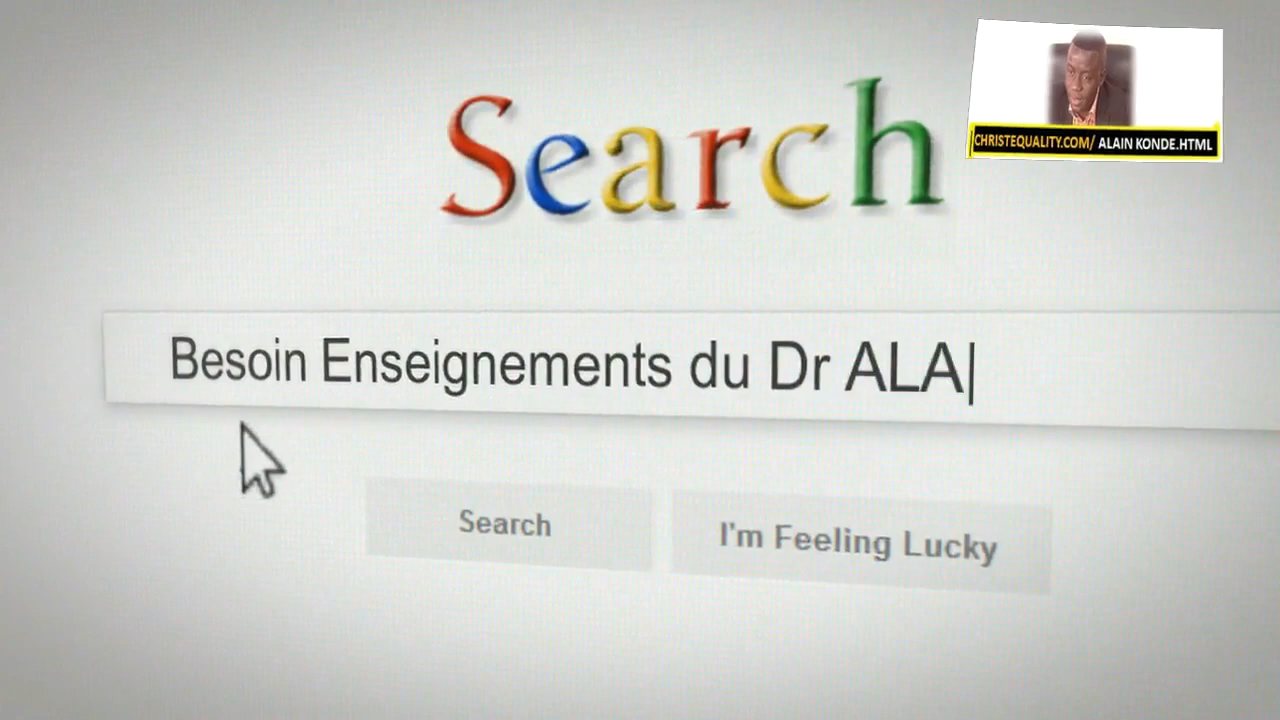 Search
CHRISTEQUALITY.COM/ ALAIN KONDE.HTML
Besoin Enseignements du Dr ALA
Search
I'm Feeling Lucky